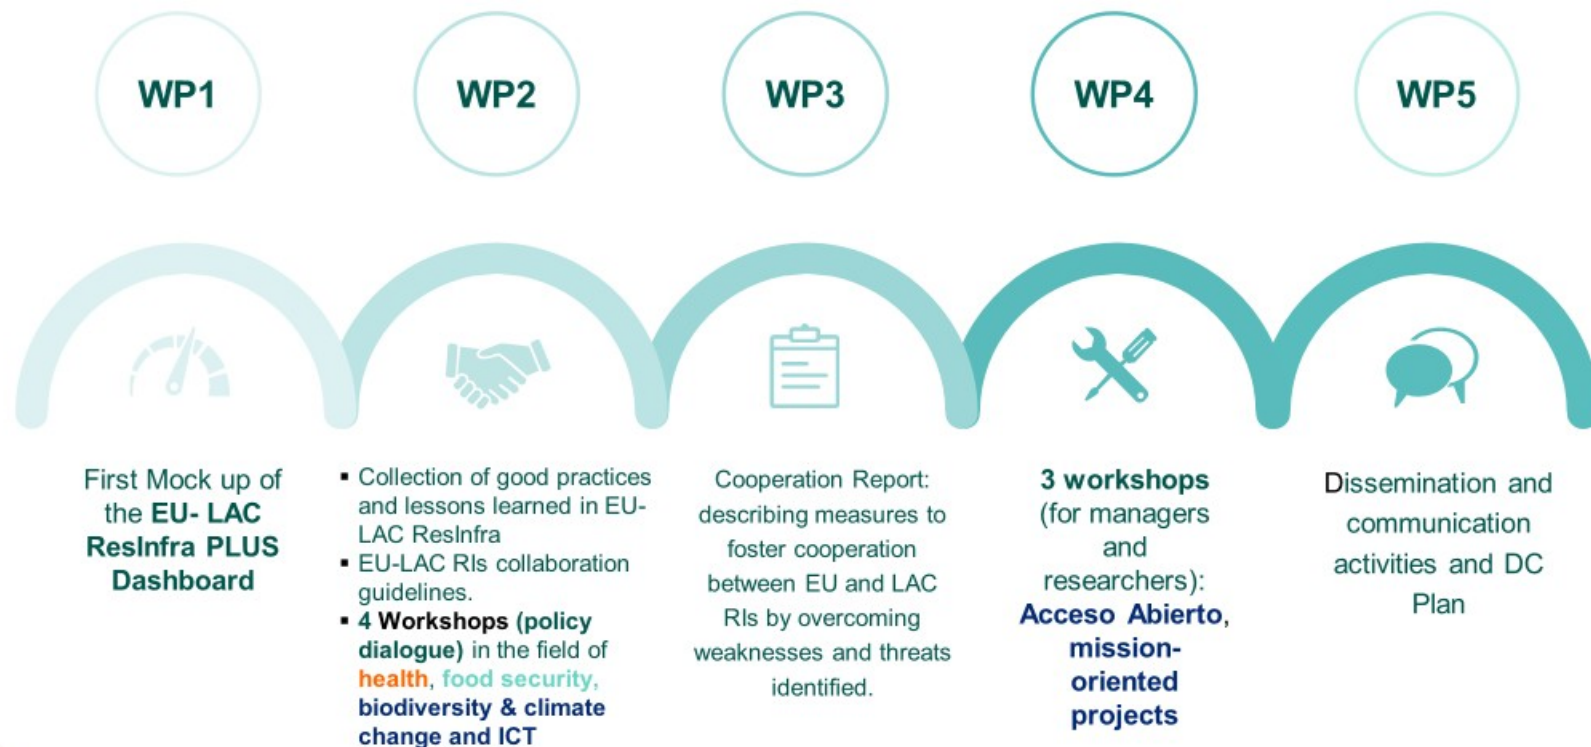 WP1
WP2
WP3
WP4
WP5
First Mock up of
the EU- LAC
ResInfra PLUS
Dashboard
▪ Collection of good practices
and lessons learned in EU-
LAC ResInfra
▪ EU-LAC RIs collaboration
guidelines.
▪ 4 Workshops (policy
dialogue) in the field of
health, food security,
biodiversity & climate
change and ICT
Cooperation Report:
describing measures to
foster cooperation
between EU and LAC
RIs by overcoming
weaknesses and threats
identified.
3 workshops
(for managers
and
researchers):
Acceso Abierto,
mission-
oriented
projects
Dissemination and
communication
activities and DC
Plan